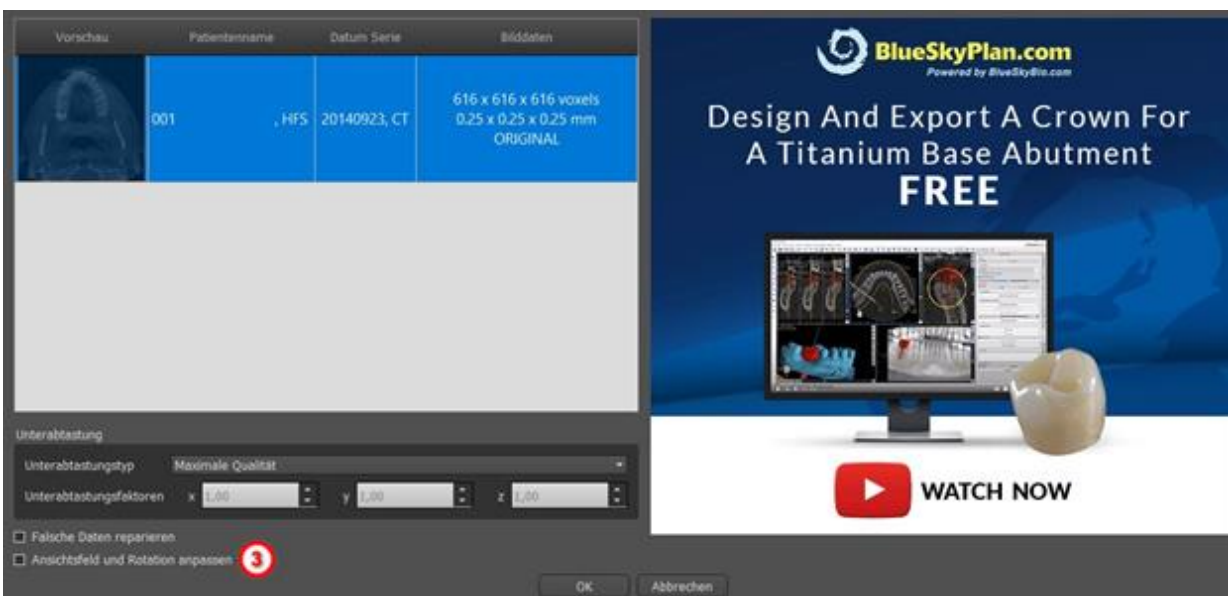 Vorschau Patientenname Datum Serie Bilddaten
001 , HFS 20140923, CT
616 x 616 x 616 voxels
0.25 x 0.25 x 0.25 mm
ORIGINAL
Unterabtastung
Unterabtastungstyp Maximale Qualität
Unterabtastungsfaktoren x 1,00 y 1,00 z 1,00
Falsche Daten reparieren
Ansichtsfeld und Rotation anpassen 3
OK Abbrechen
BlueSkyPlan.com
Powered by BlueSkyBio.com
Design And Export A Crown For
A Titanium Base Abutment
FREE
WATCH NOW